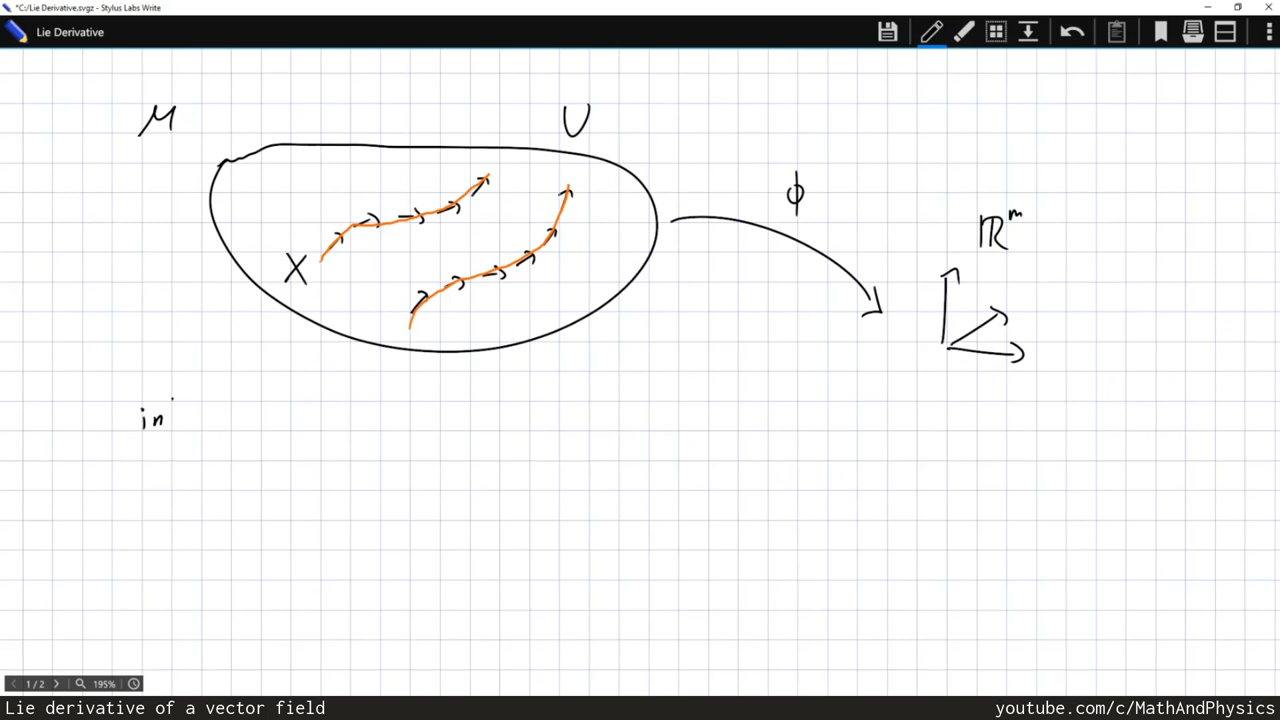 *C:/Lie Derivative.svgz - Stylus Labs Write
Lie Derivative
M
U
ϕ
ℝᵐ
X
in
1/2
195%
Lie derivative of a vector field
youtube.com/c/MathAndPhysics